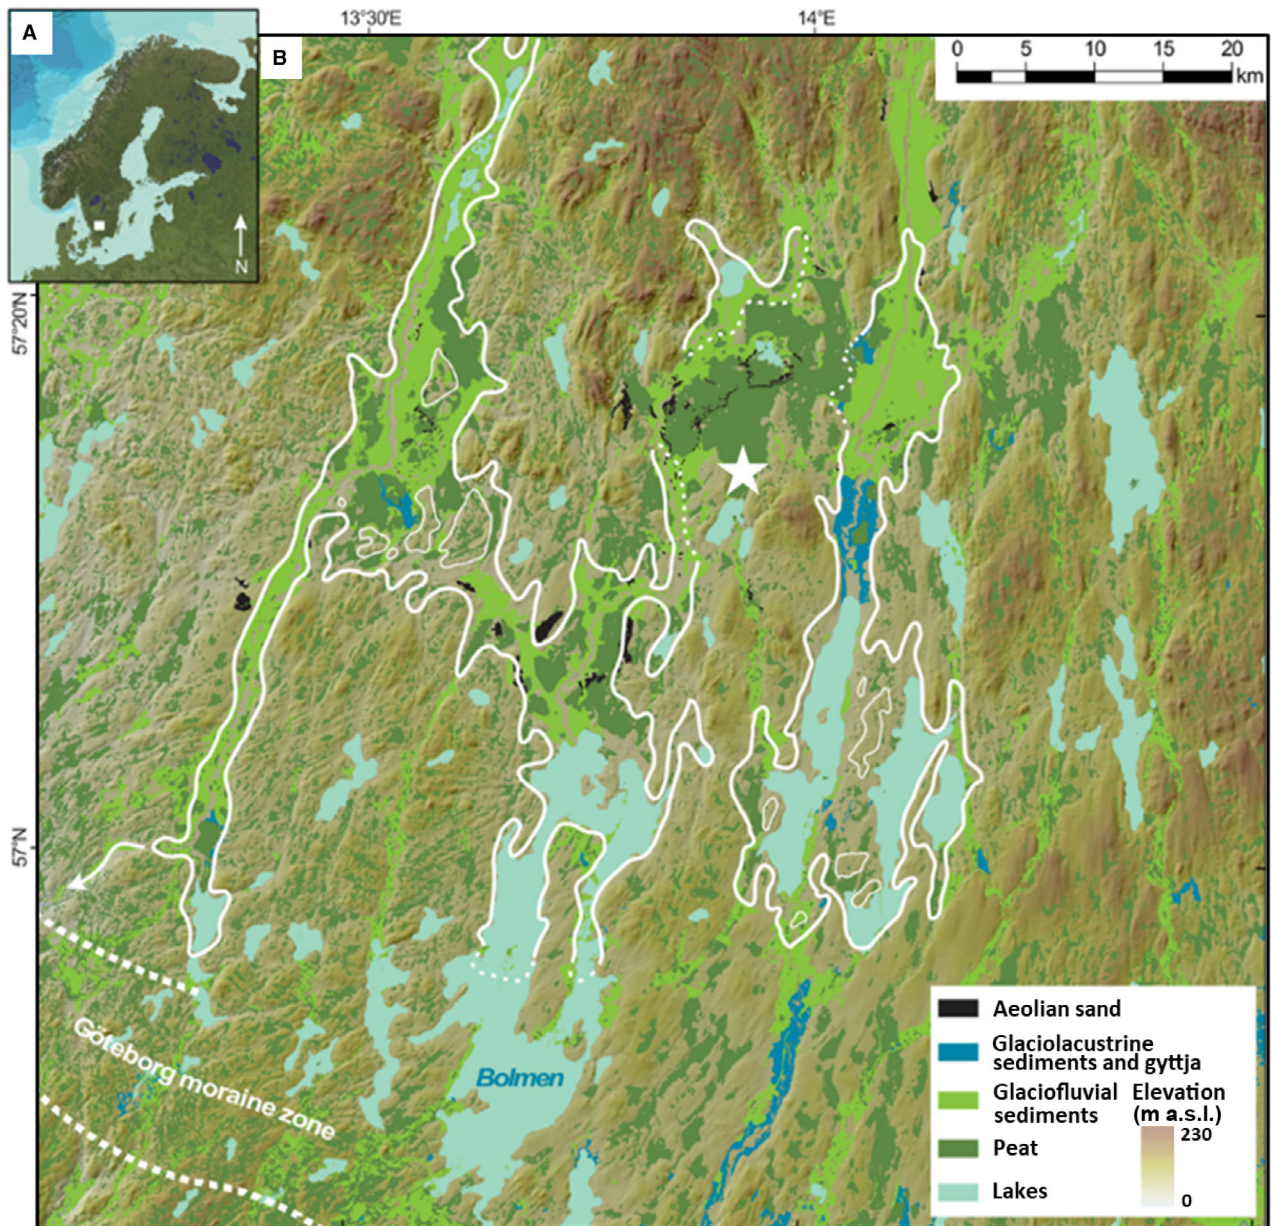 A
N
B
13°30'E
14°E
0 5 10 15 20
km
57°20'N
57°N
Göteborg moraine zone
Bolmen
Aeolian sand
Glaciolacustrine
sediments and gyttja
Glaciofluvial
sediments
Elevation
(m a.s.l.)
230
0
Peat
Lakes